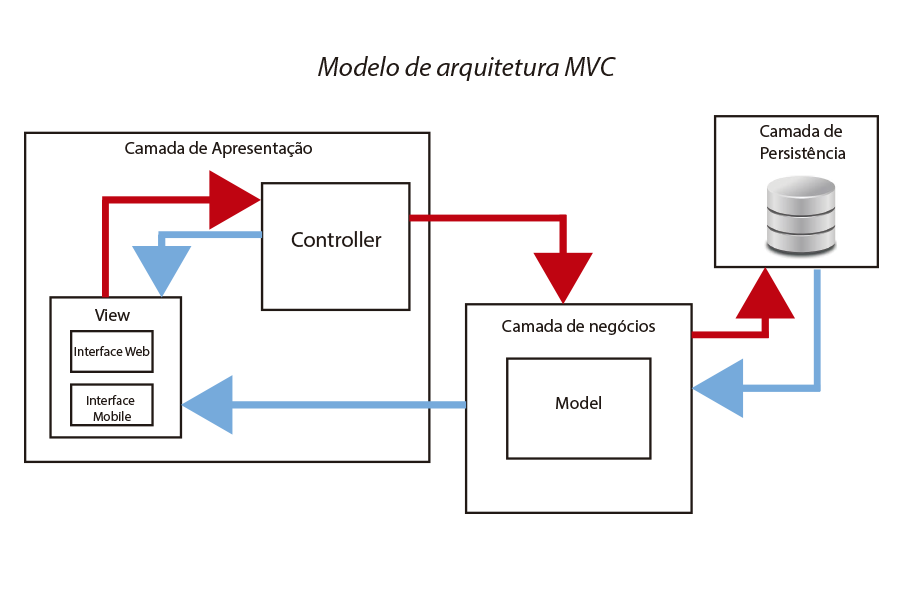 Modelo de arquitetura MVC
Camada de Apresentação
Controller
View
Interface Web
Interface
Mobile
Camada de negócios
Model
Camada de
Persistência